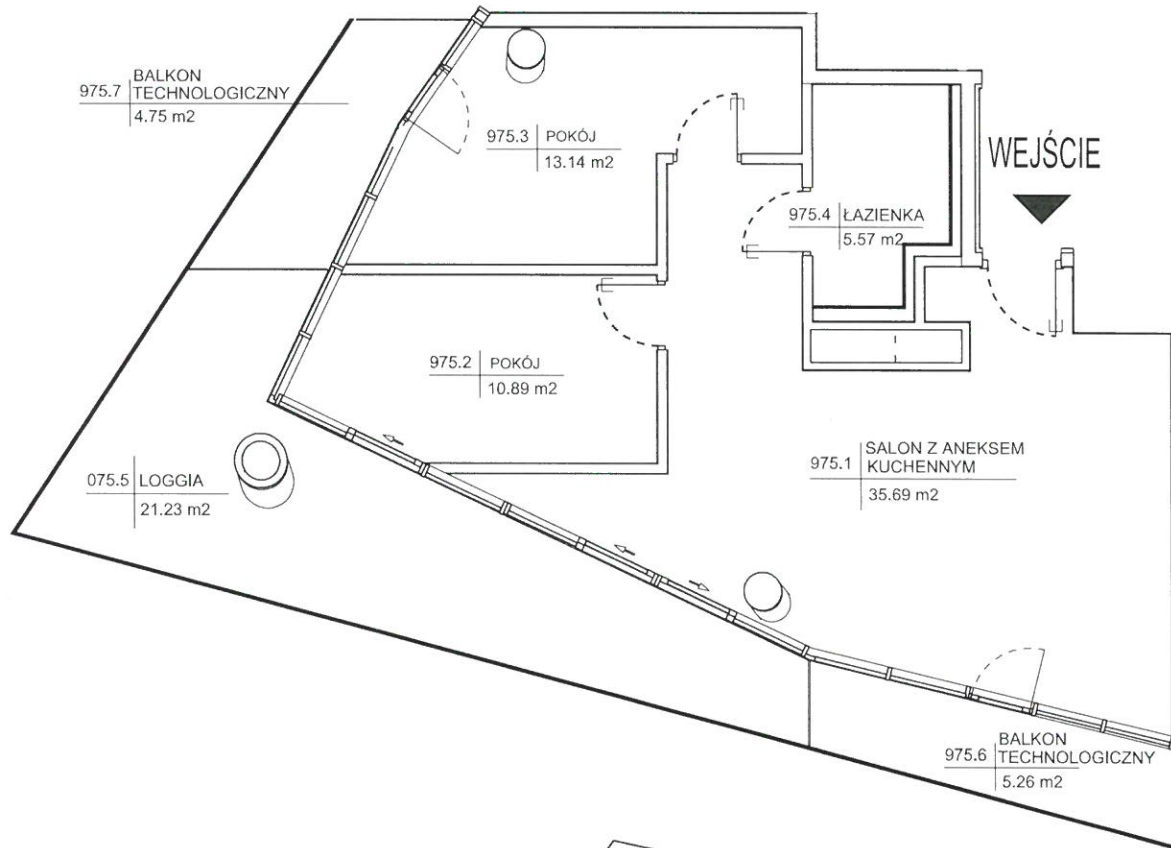 975.7
BALKON
TECHNOLOGICZNY
4.75 m2
975.3
POKÓJ
13.14 m2
WEJŚCIE
975.4
ŁAZIENKA
5.57 m2
975.2
POKÓJ
10.89 m2
975.1
SALON Z ANEKSEM
KUCHENNYM
35.69 m2
075.5
LOGGIA
21.23 m2
975.6
BALKON
TECHNOLOGICZNY
5.26 m2